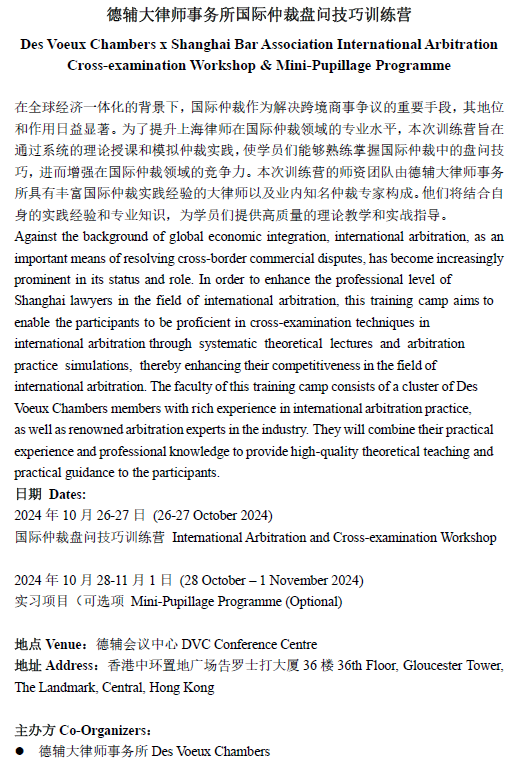 德辅大律师事务所国际仲裁盘问技巧训练营
Des Voeux Chambers x Shanghai Bar Association International Arbitration
Cross-examination Workshop & Mini-Pupillage Programme
在全球经济一体化的背景下，国际仲裁作为解决跨境商事争议的重要手段，其地位
和作用日益显著。为了提升上海律师在国际仲裁领域的专业水平，本次训练营旨在
通过系统的理论授课和模拟仲裁实践，使学员们能够熟练掌握国际仲裁中的盘问技
巧，进而增强在国际仲裁领域的竞争力。本次训练营的师资团队由德辅大律师事务
所具有丰富国际仲裁实践经验的大律师以及业内知名仲裁专家构成。他们将结合自
身的实践经验和专业知识，为学员们提供高质量的理论教学和实战指导。
Against the background of global economic integration, international arbitration, as an
important means of resolving cross-border commercial disputes, has become increasingly
prominent in its status and role. In order to enhance the professional level of
Shanghai lawyers in the field of international arbitration, this training camp aims to
enable the participants to be proficient in cross-examination techniques in
international arbitration through systematic theoretical lectures and arbitration
practice simulations, thereby enhancing their competitiveness in the field of
international arbitration. The faculty of this training camp consists of a cluster of Des
Voeux Chambers members with rich experience in international arbitration practice,
as well as renowned arbitration experts in the industry. They will combine their practical
experience and professional knowledge to provide high-quality theoretical teaching and
practical guidance to the participants.
日期 Dates:
2024 年 10 月 26-27 日 (26-27 October 2024)
国际仲裁盘问技巧训练营 International Arbitration and Cross-examination Workshop
2024 年 10 月 28-11 月 1 日 (28 October – 1 November 2024)
实习项目（可选项 Mini-Pupillage Programme (Optional)
地点 Venue：德辅会议中心 DVC Conference Centre
地址 Address：香港中环置地广场告罗士打大厦 36 楼 36th Floor, Gloucester Tower,
The Landmark, Central, Hong Kong
主办方 Co-Organizers：
● 德辅大律师事务所 Des Voeux Chambers